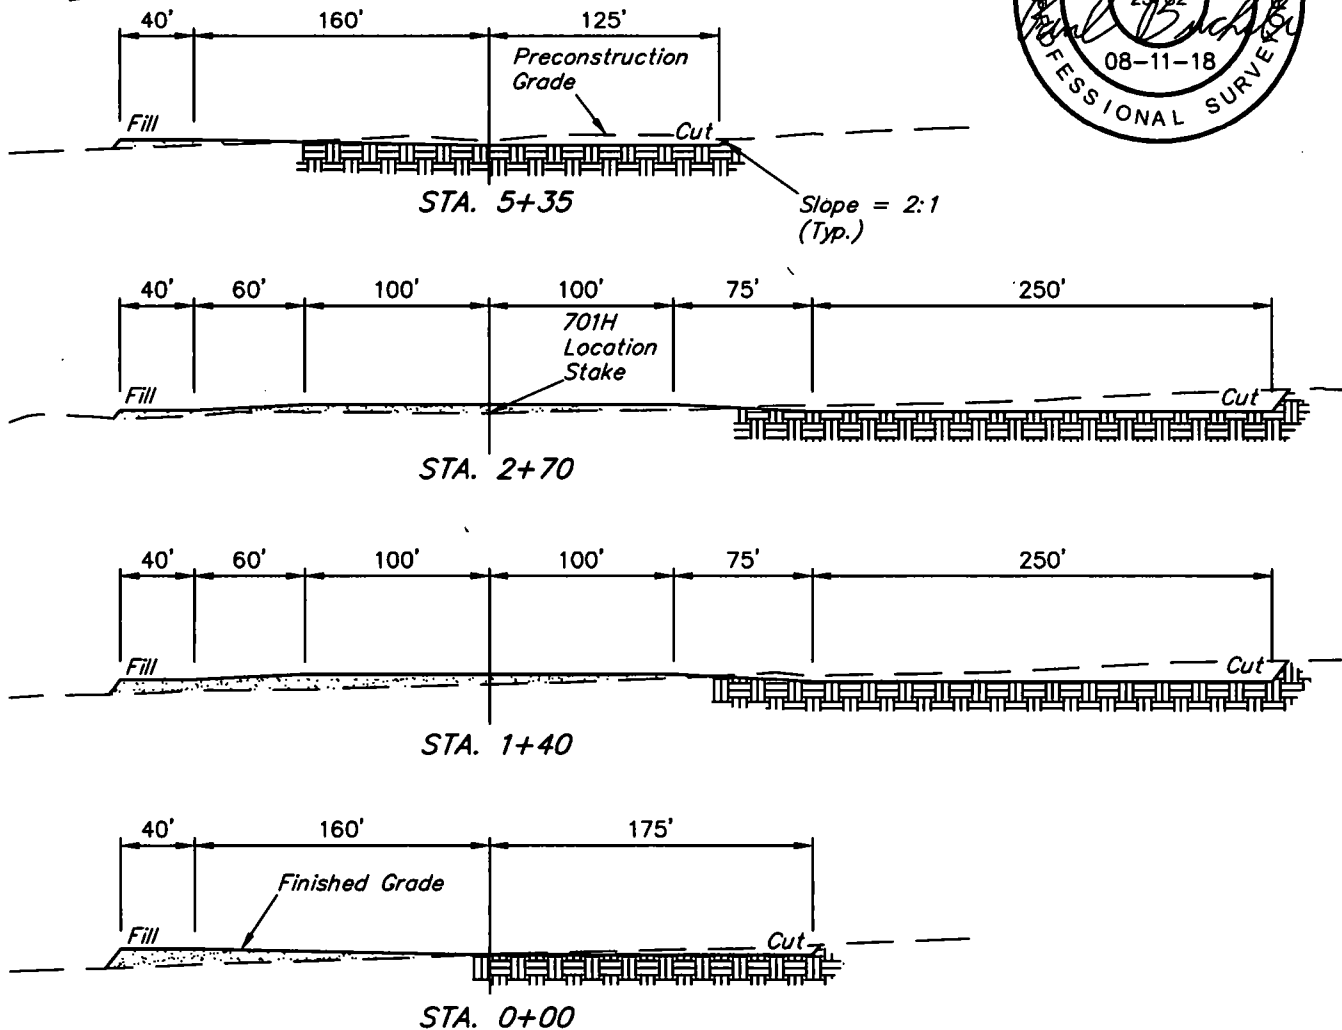 40' 160' 125'
Preconstruction
Grade
Fill
Cut
STA. 5+35
Slope = 2:1
(Typ.)
08-11-18
PROFESSIONAL SURVEYOR
40' 60' 100' 100' 75' 250'
701H
Location
Stake
Fill
Cut
STA. 2+70
40' 60' 100' 100' 75' 250'
Fill
Cut
STA. 1+40
40' 160' 175'
Finished Grade
Fill
Cut
STA. 0+00